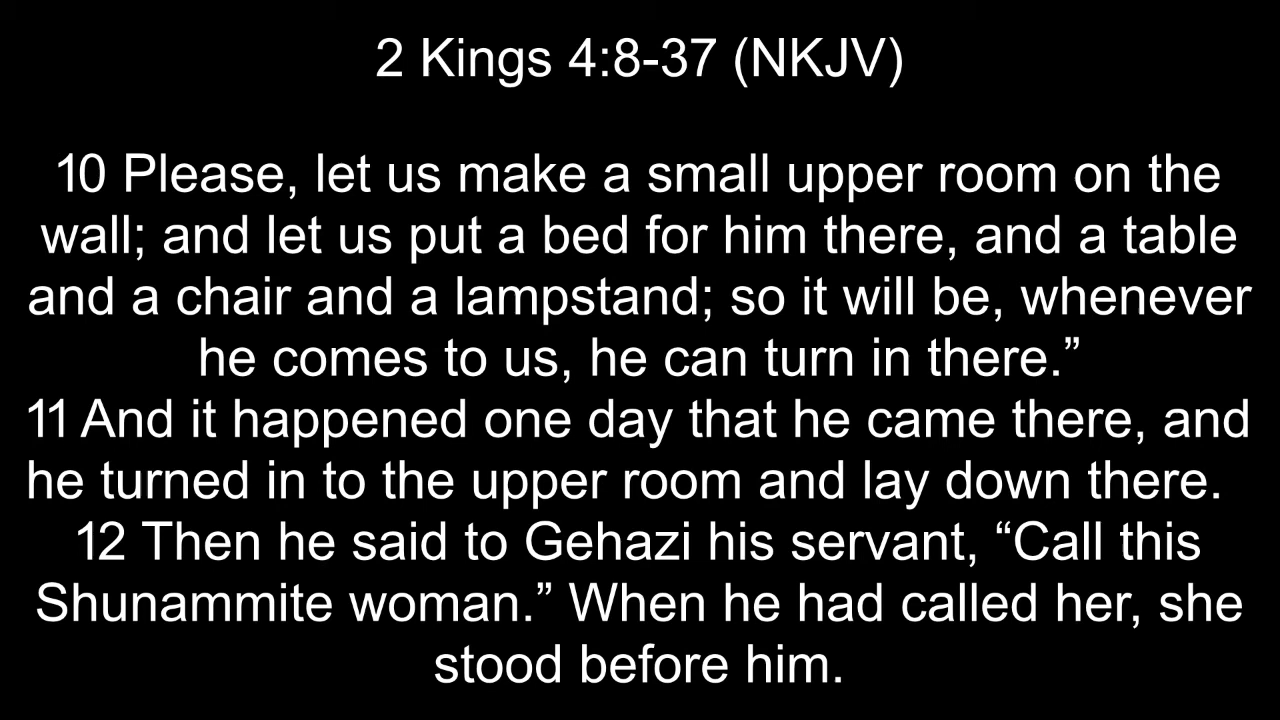 2 Kings 4:8-37 (NKJV)
10 Please, let us make a small upper room on the
wall; and let us put a bed for him there, and a table
and a chair and a lampstand; so it will be, whenever
he comes to us, he can turn in there.”
11 And it happened one day that he came there, and
he turned in to the upper room and lay down there.
12 Then he said to Gehazi his servant, “Call this
Shunammite woman.” When he had called her, she
stood before him.